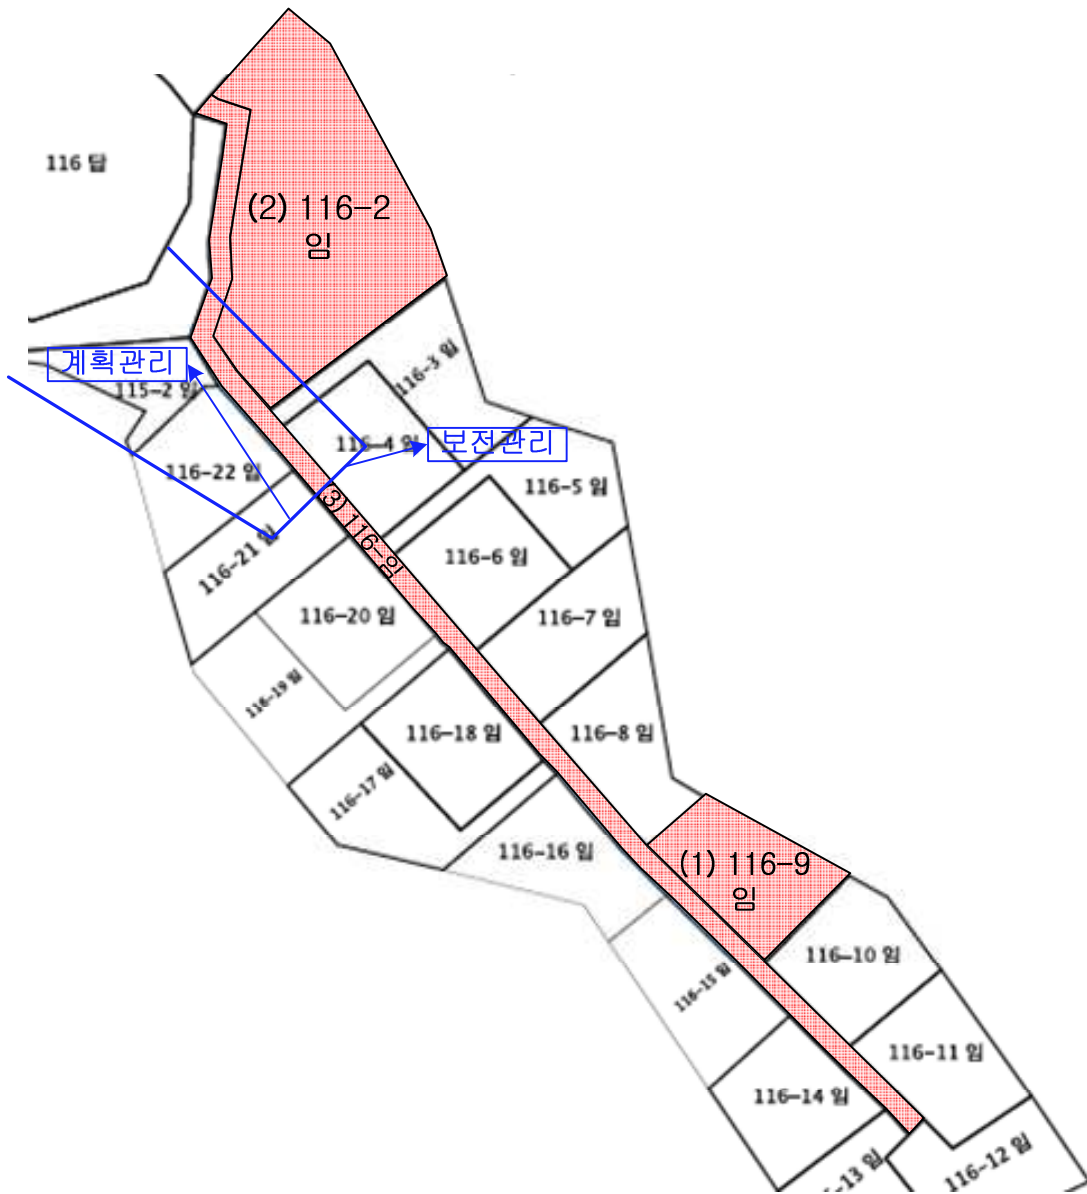 116 답
(2) 116-2
임
계획관리
115-2 임
116-3 임
116-4 임
보전관리
116-22 임
116-5 임
(3) 116-임
116-21 임
116-6 임
116-20 임
116-7 임
116-19 임
116-18 임
116-8 임
116-17 임
116-16 임
(1) 116-9
임
116-10 임
116-15 임
116-11 임
116-14 임
-13 임
116-12 임